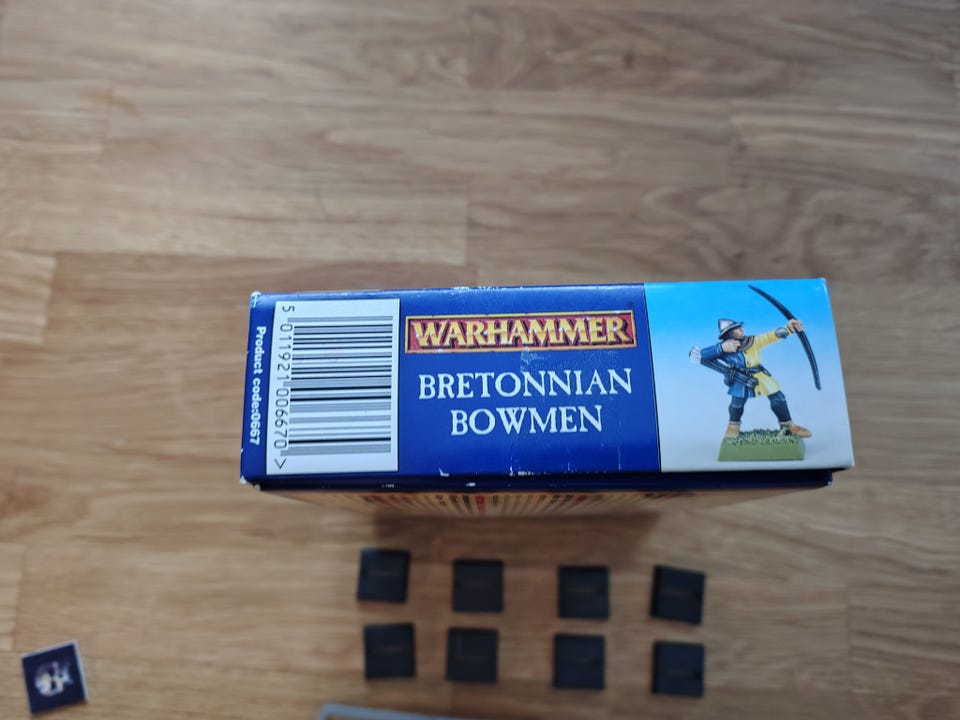 Product code:0667
5 011921 006670 >
WARHAMMER
BRETONNIAN
BOWMEN